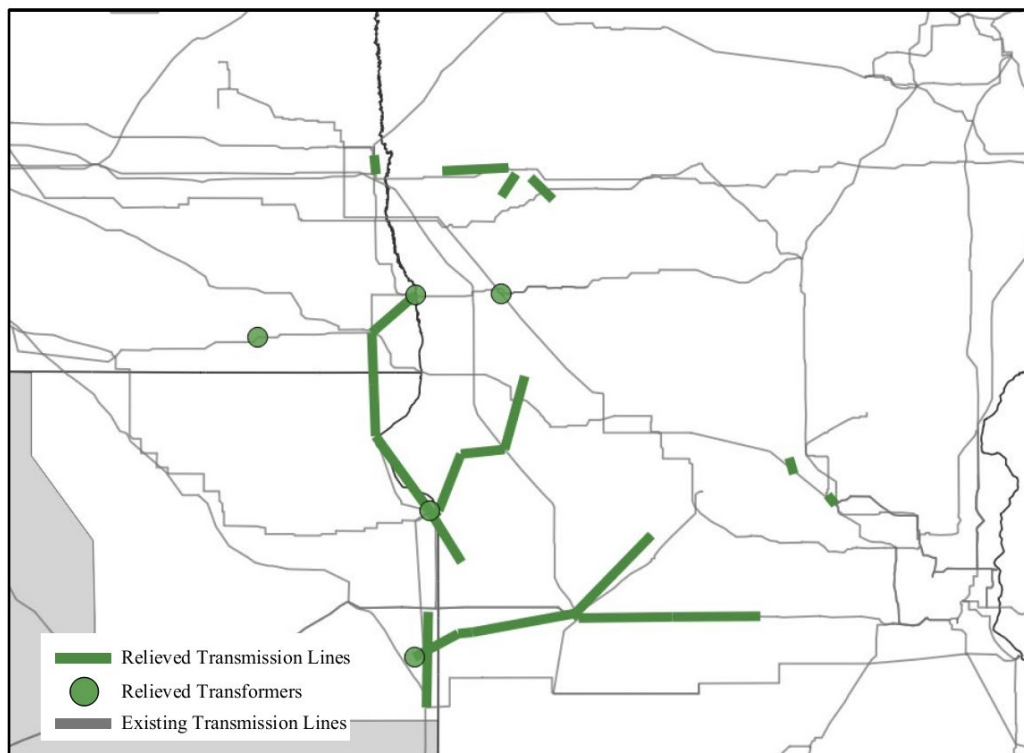 Relieved Transmission Lines
Relieved Transformers
Existing Transmission Lines